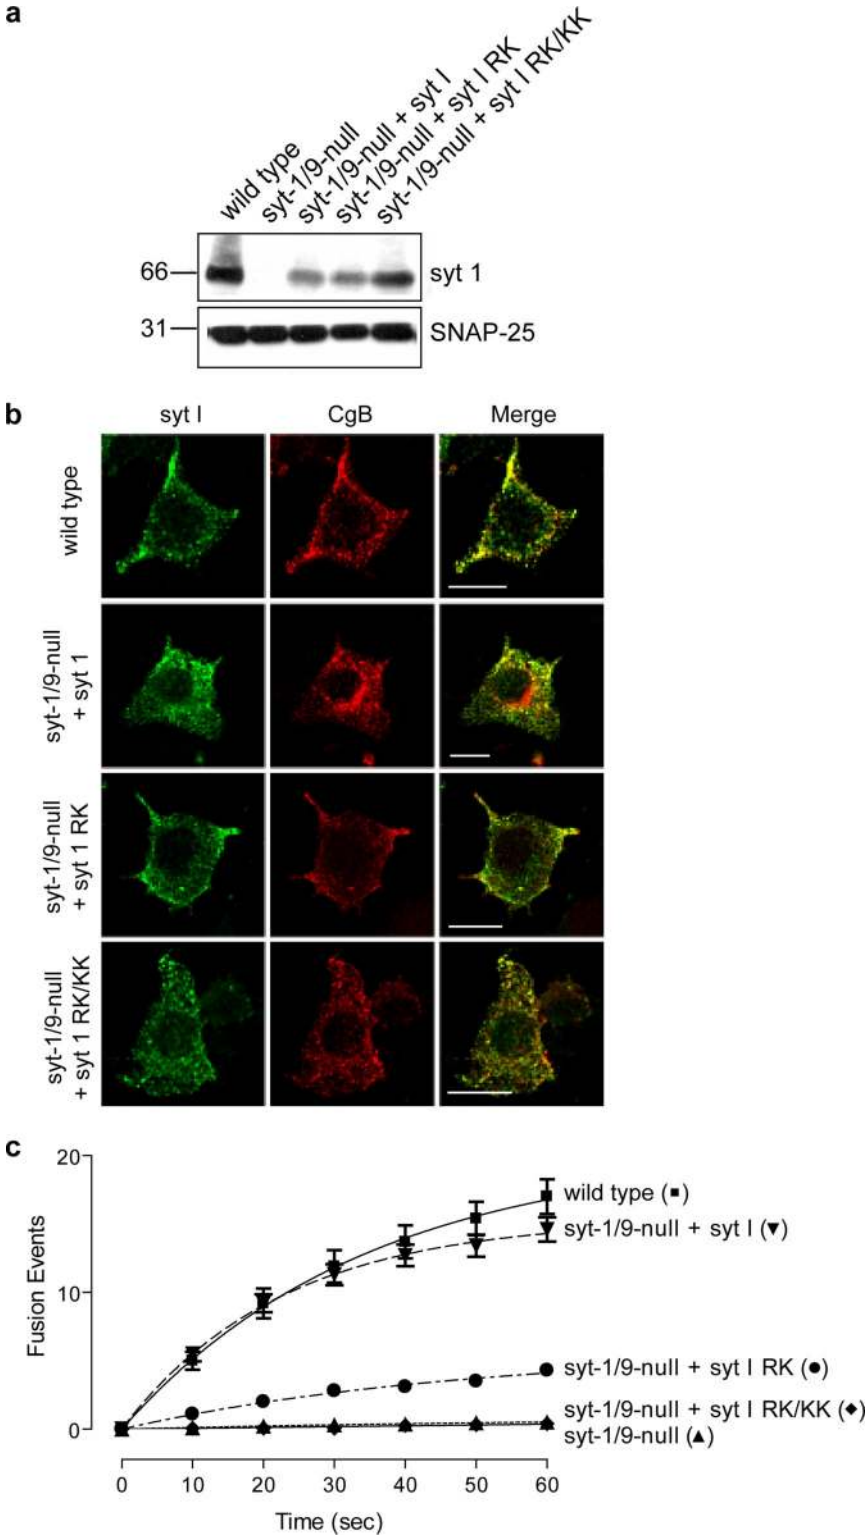 a
wild type
syt-1/9-null
syt-1/9-null + syt I
syt-1/9-null + syt I RK
syt-1/9-null + syt I RK/KK
66
syt 1
31
SNAP-25
b
syt I
CgB
Merge
wild type
syt-1/9-null
+ syt 1
syt-1/9-null
+ syt 1 RK
syt-1/9-null
+ syt 1 RK/KK
c
Fusion Events
20
10
0
wild type (■)
syt-1/9-null + syt I (▼)
syt-1/9-null + syt I RK (●)
syt-1/9-null + syt I RK/KK (◆)
syt-1/9-null (▲)
0 10 20 30 40 50 60
Time (sec)